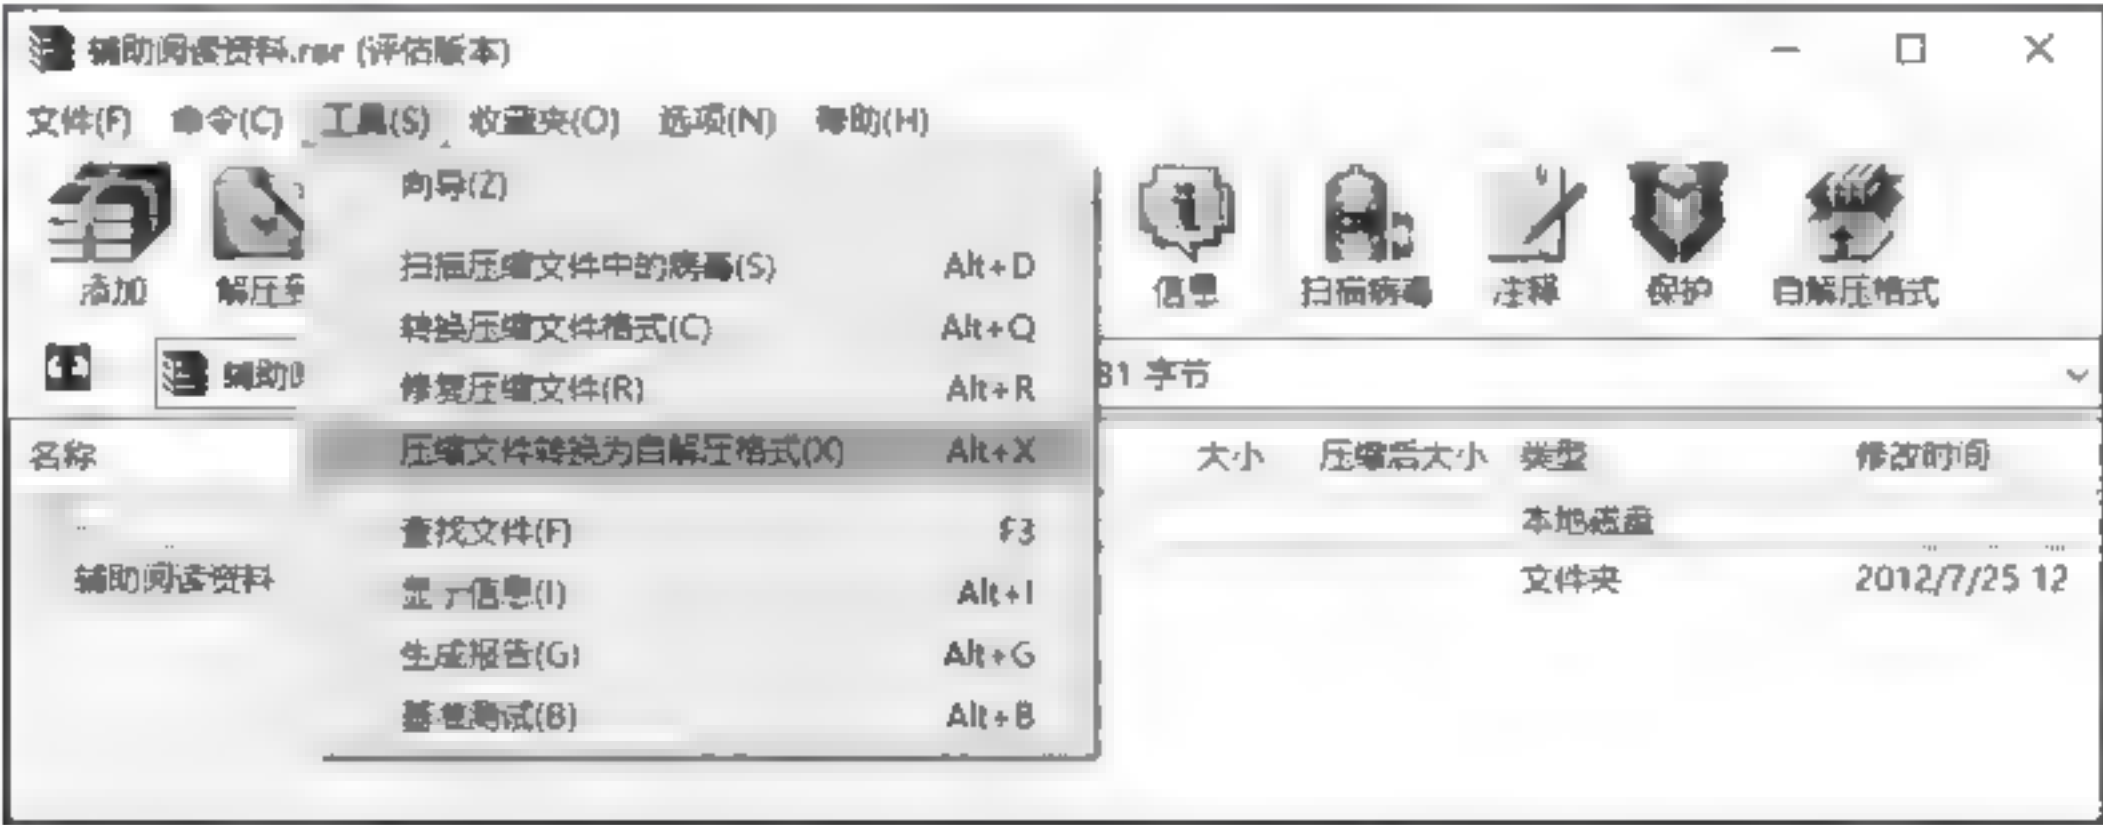 辅助阅读资料.rar (评估版本)
文件(F) 命令(C) 工具(S) 收藏夹(O) 选项(N) 帮助(H)
向导(Z)
扫描压缩文件中的病毒(S) Alt+D
转换压缩文件格式(C) Alt+Q
修复压缩文件(R) Alt+R
压缩文件转换为自解压格式(X) Alt+X
查找文件(F) F3
显示信息(I) Alt+I
生成报告(G) Alt+G
基准测试(B) Alt+B
添加 解压到 信息 扫描病毒 注释 保护 自解压格式
辅助阅 81 字节
名称 大小 压缩后大小 类型 修改时间
.. 本地磁盘
辅助阅读资料 文件夹 2012/7/25 12